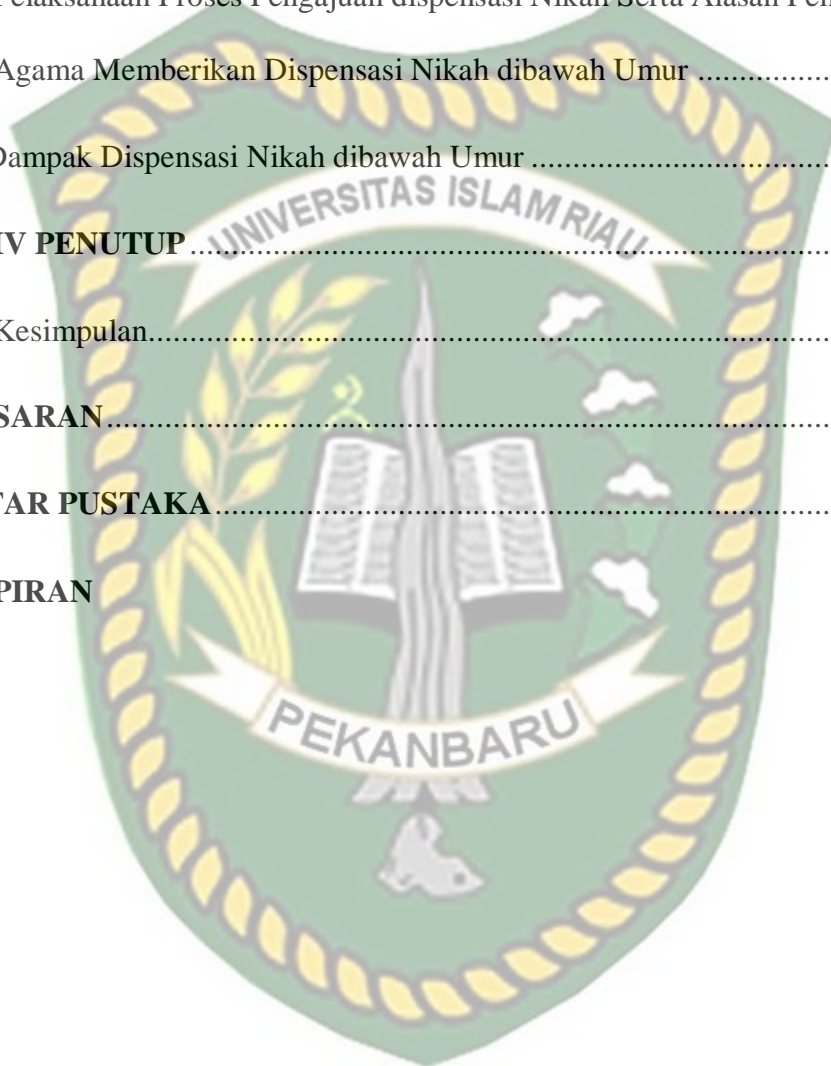 Pelaksanaan Proses Pengajuan dispensasi Nikah Serta Alasan Pen
Agama Memberikan Dispensasi Nikah dibawah Umur ..................
Dampak Dispensasi Nikah dibawah Umur .....................................
UNIVERSITAS ISLAM RIAU
IV PENUTUP ..............................................................................
Kesimpulan...................................................................................
SARAN.........................................................................................
TAR PUSTAKA............................................................................
PIRAN
PEKANBARU